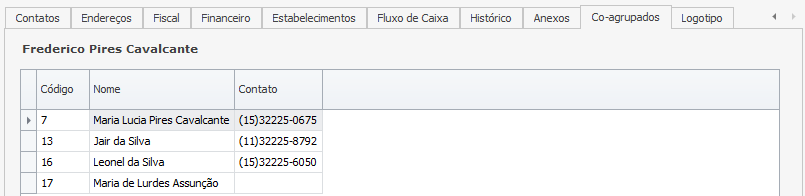 Contatos Endereços Fiscal Financeiro Estabelecimentos Fluxo de Caixa Histórico Anexos Co-agrupados Logotipo
Frederico Pires Cavalcante
Código Nome Contato
7 Maria Lucia Pires Cavalcante (15)32225-0675
13 Jair da Silva (11)32225-8792
16 Leonel da Silva (15)32225-6050
17 Maria de Lurdes Assunção